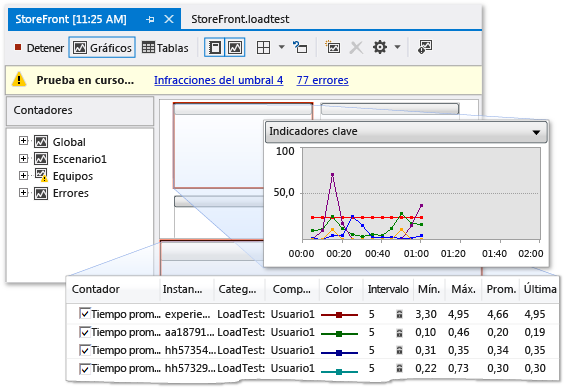 StoreFront [11:25 AM] StoreFront.loadtest
Detener Gráficos Tablas
Prueba en curso... Infracciones del umbral 4 77 errores
Contadores
Global
Escenario1
Equipos
Errores
Indicadores clave
100
50,0
00:00 00:20 00:40 01:00 01:20 01:40 02:00
Contador Instan... Categ... Comp... Color Intervalo Mín. Máx. Prom. Última
Tiempo prom... experie... LoadTest: Usuario1 5 3,30 4,95 4,66 4,95
Tiempo prom... aa18791... LoadTest: Usuario1 5 0,10 0,46 0,20 0,19
Tiempo prom... hh57354... LoadTest: Usuario1 5 0,31 0,35 0,34 0,35
Tiempo prom... hh57329... LoadTest: Usuario1 5 0,22 0,73 0,30 0,30